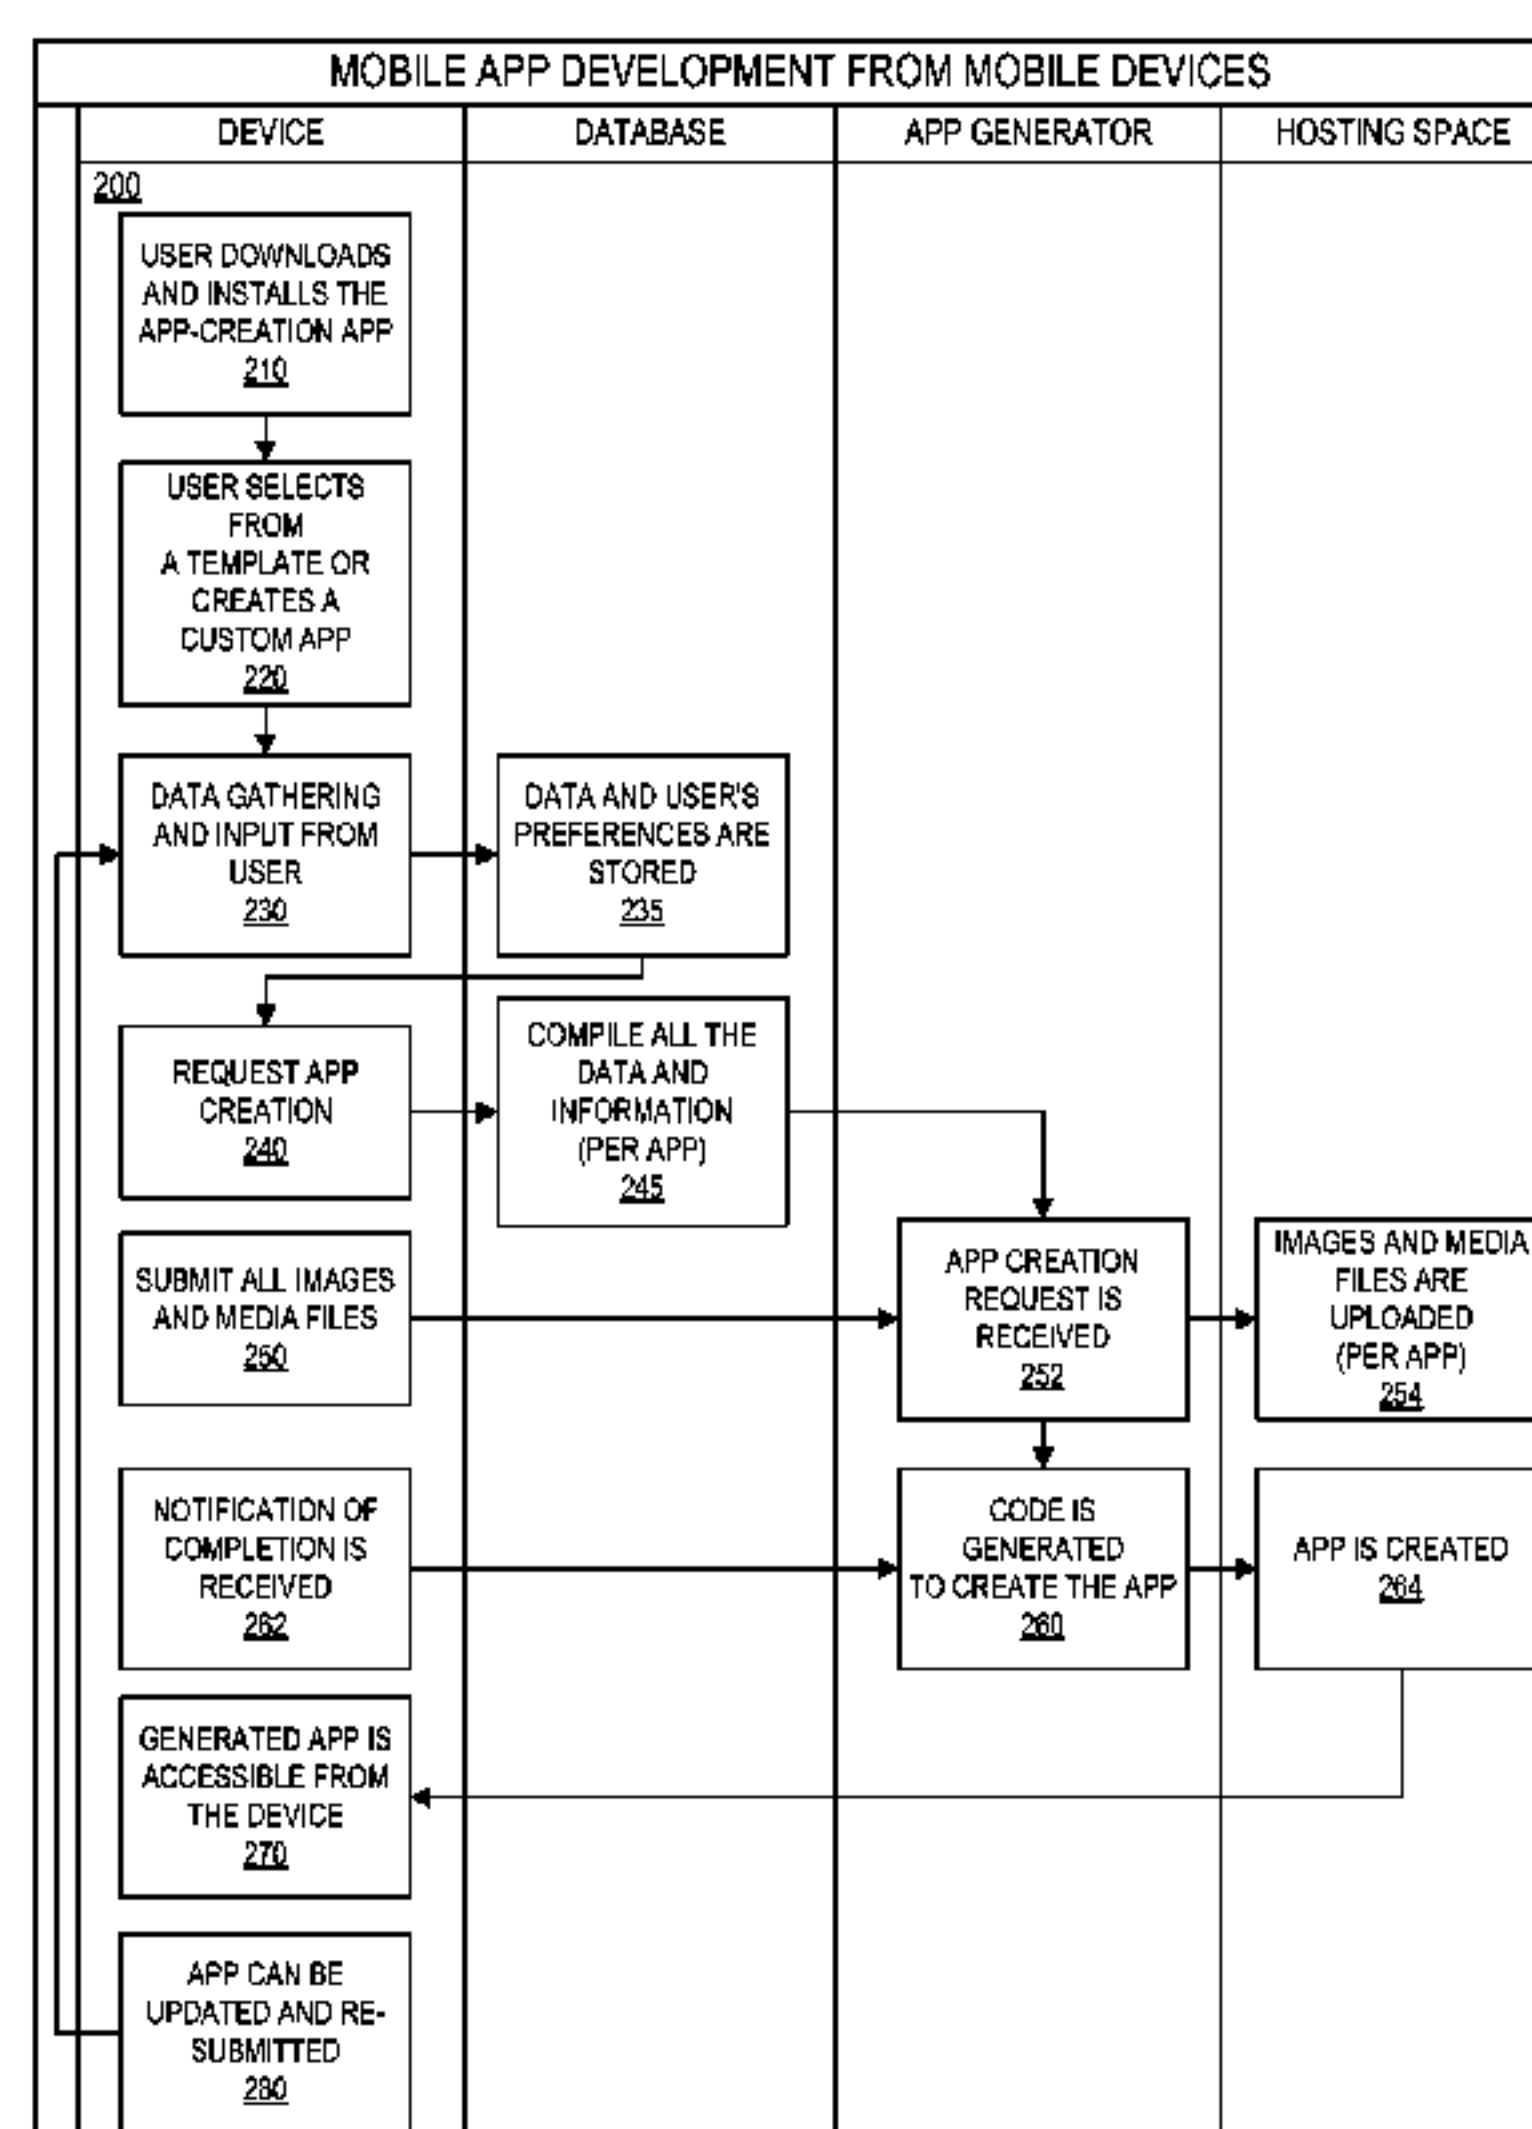 MOBILE APP DEVELOPMENT FROM MOBILE DEVICES
DEVICE
DATABASE
APP GENERATOR
HOSTING SPACE
200
USER DOWNLOADS
AND INSTALLS THE
APP-CREATION APP
210
USER SELECTS
FROM
A TEMPLATE OR
CREATES A
CUSTOM APP
220
DATA GATHERING
AND INPUT FROM
USER
230
DATA AND USER'S
PREFERENCES ARE
STORED
235
REQUEST APP
CREATION
240
COMPILE ALL THE
DATA AND
INFORMATION
(PER APP)
245
SUBMIT ALL IMAGES
AND MEDIA FILES
250
APP CREATION
REQUEST IS
RECEIVED
252
IMAGES AND MEDIA
FILES ARE
UPLOADED
(PER APP)
254
NOTIFICATION OF
COMPLETION IS
RECEIVED
262
CODE IS
GENERATED
TO CREATE THE APP
260
APP IS CREATED
264
GENERATED APP IS
ACCESSIBLE FROM
THE DEVICE
270
APP CAN BE
UPDATED AND RE-
SUBMITTED
280